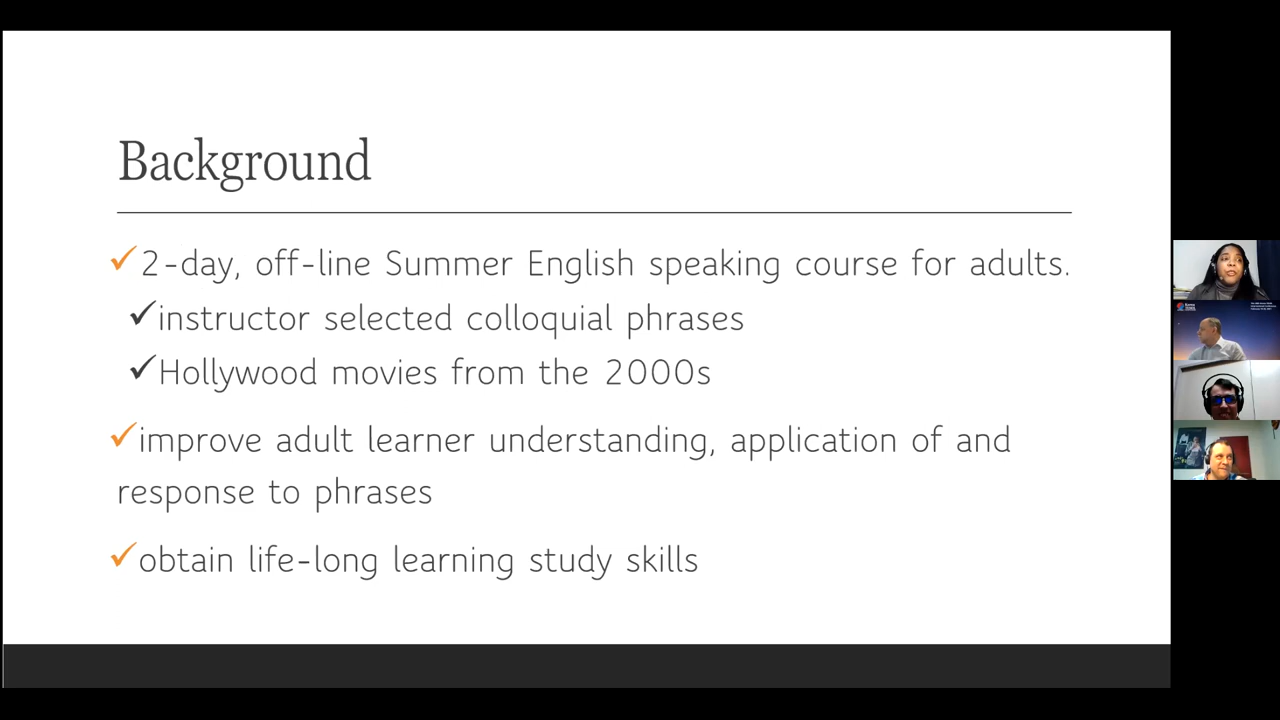 Background
✓2-day, off-line Summer English speaking course for adults.
✓instructor selected colloquial phrases
✓Hollywood movies from the 2000s
✓improve adult learner understanding, application of and
response to phrases
✓obtain life-long learning study skills